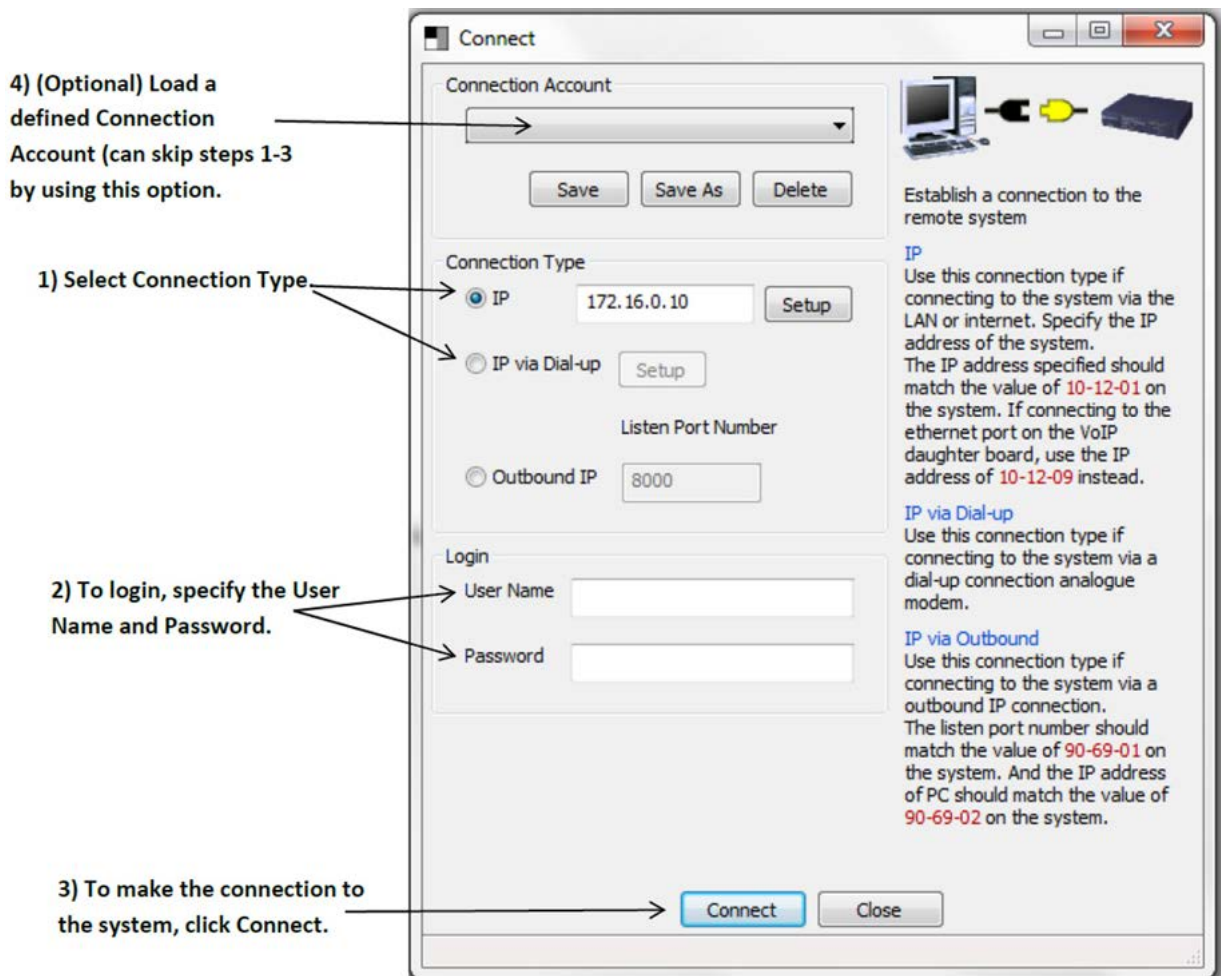 Connect
4) (Optional) Load a
defined Connection
Account (can skip steps 1-3
by using this option.
Connection Account
Save
Save As
Delete
1) Select Connection Type.
Connection Type
IP
172.16.0.10
Setup
IP via Dial-up
Setup
Listen Port Number
Outbound IP
8000
2) To login, specify the User
Name and Password.
Login
User Name
Password
3) To make the connection to
the system, click Connect.
Connect
Close
Establish a connection to the
remote system
IP
Use this connection type if
connecting to the system via the
LAN or internet. Specify the IP
address of the system.
The IP address specified should
match the value of 10-12-01 on
the system. If connecting to the
ethernet port on the VoIP
daughter board, use the IP
address of 10-12-09 instead.
IP via Dial-up
Use this connection type if
connecting to the system via a
dial-up connection analogue
modem.
IP via Outbound
Use this connection type if
connecting to the system via a
outbound IP connection.
The listen port number should
match the value of 90-69-01 on
the system. And the IP address
of PC should match the value of
90-69-02 on the system.